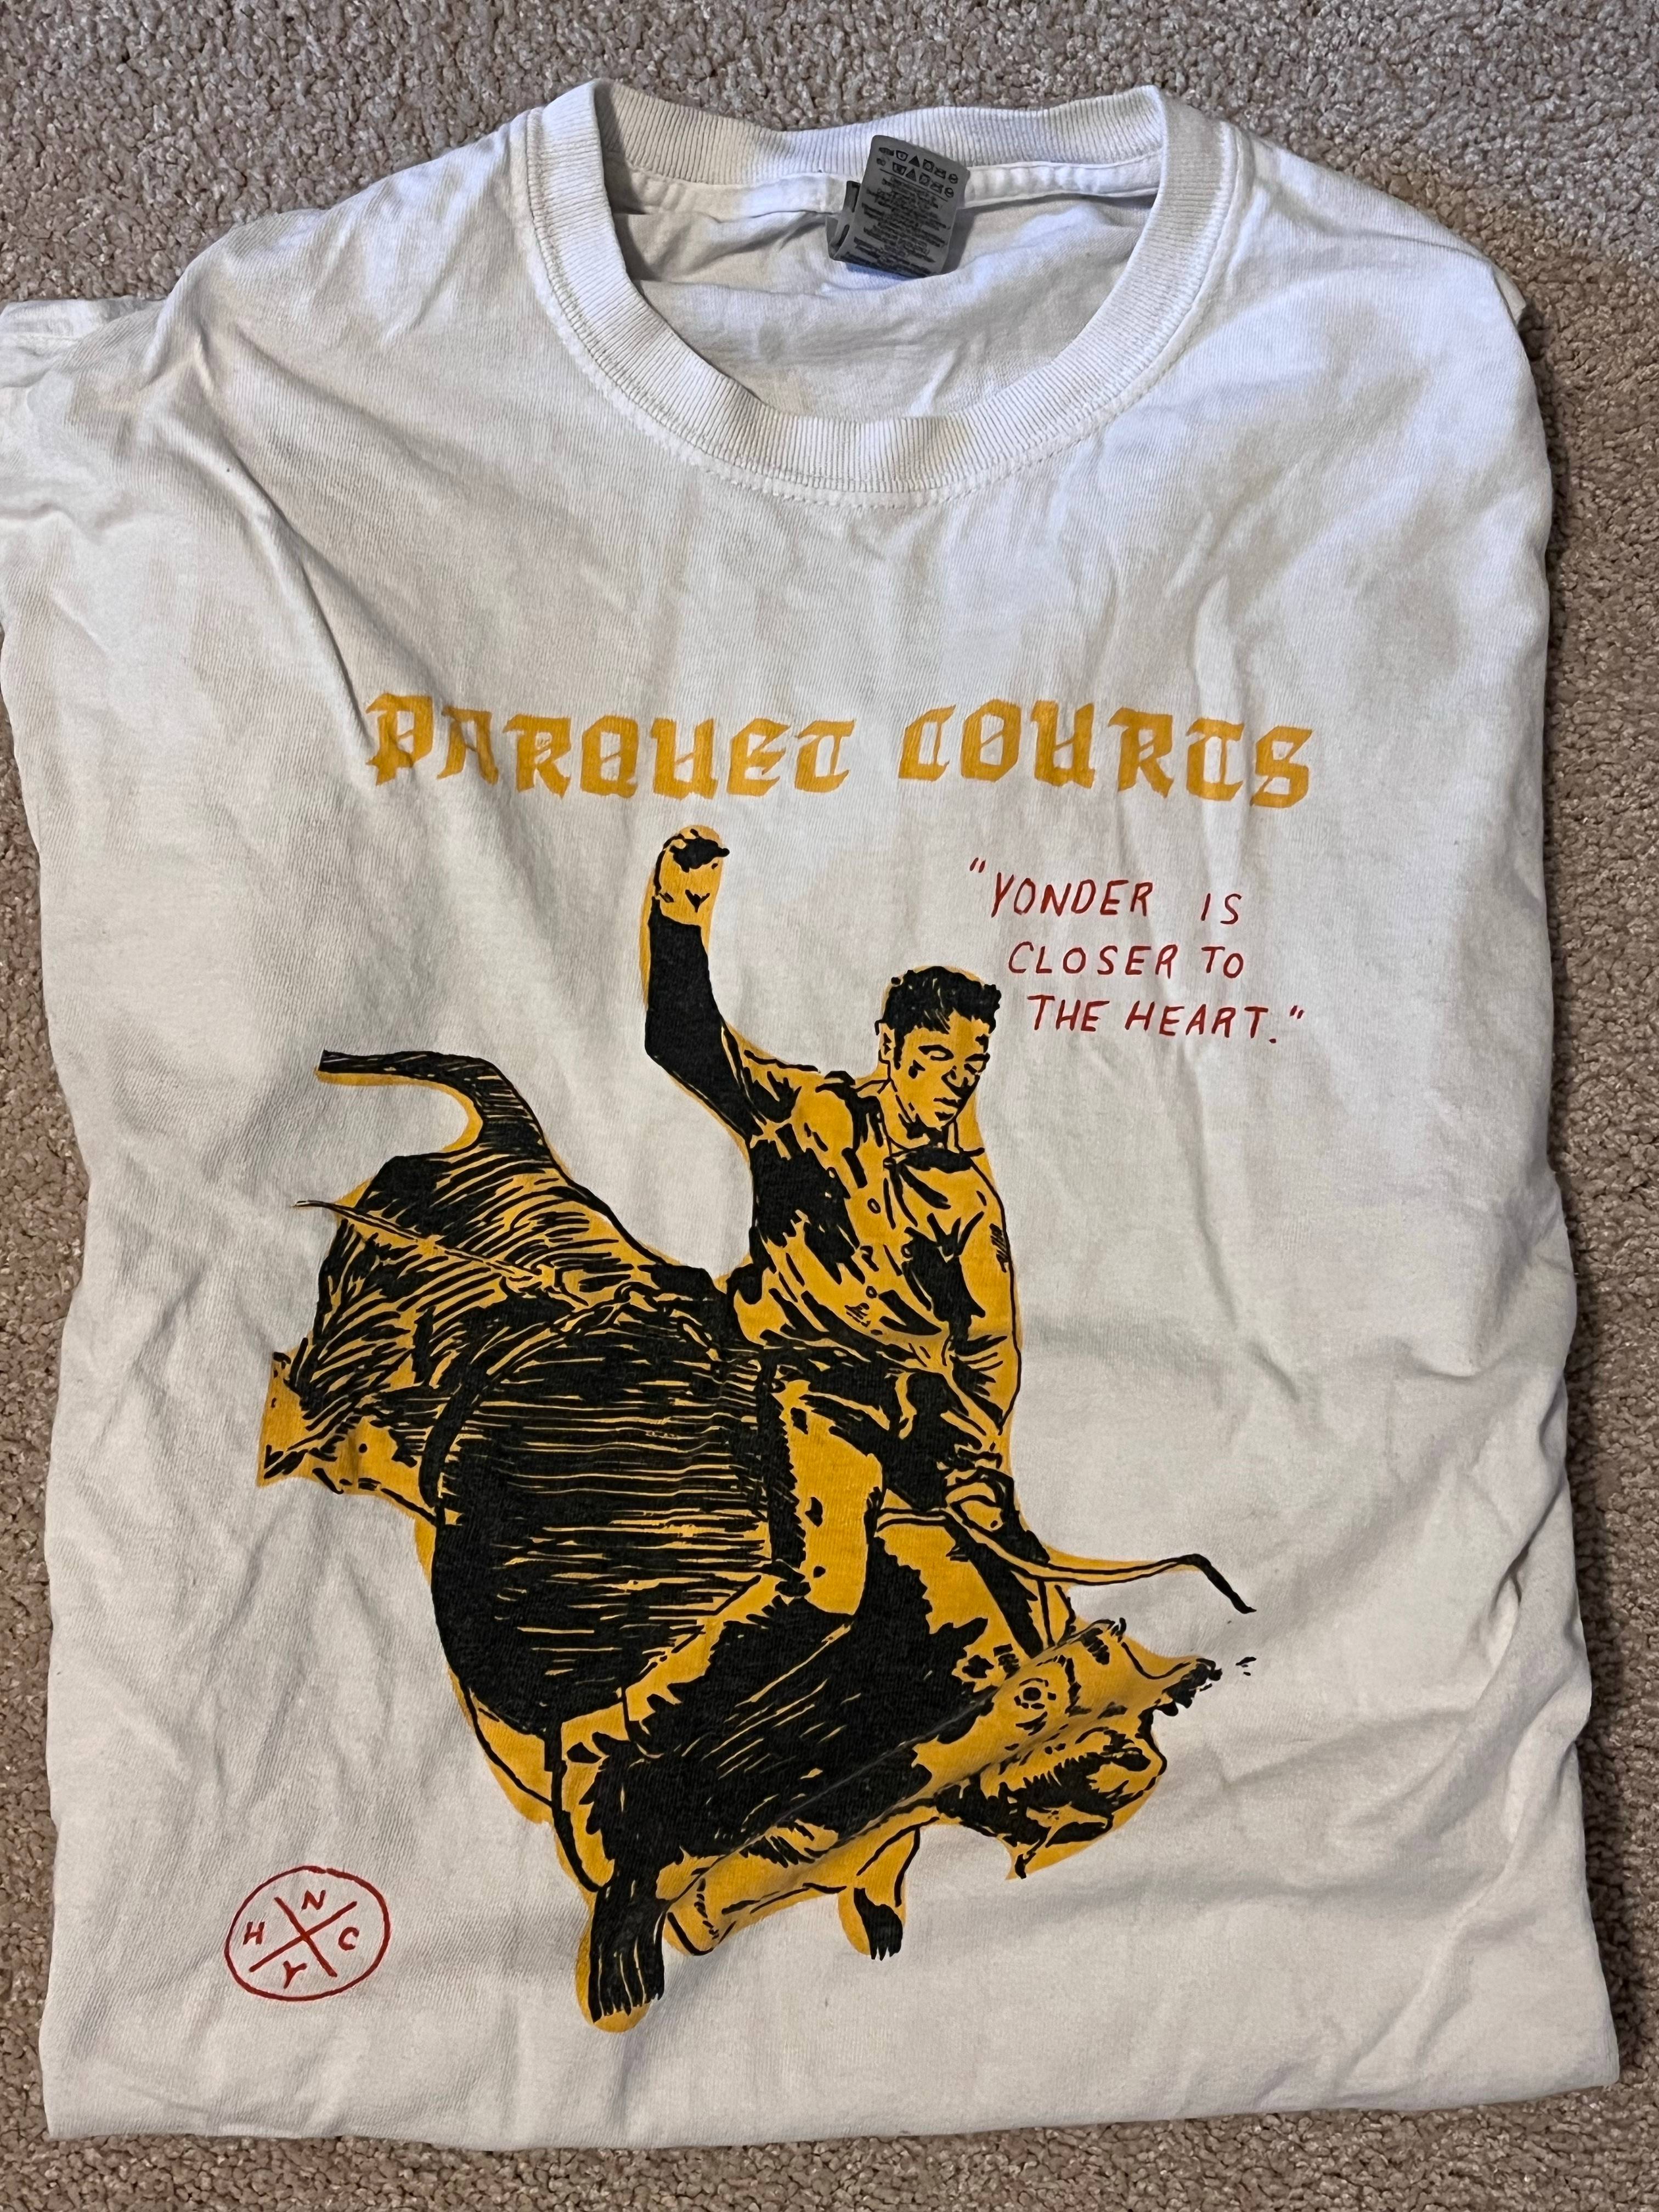 PARQUET COURTS
"YONDER IS
CLOSER TO
THE HEART."
N
H C
Y